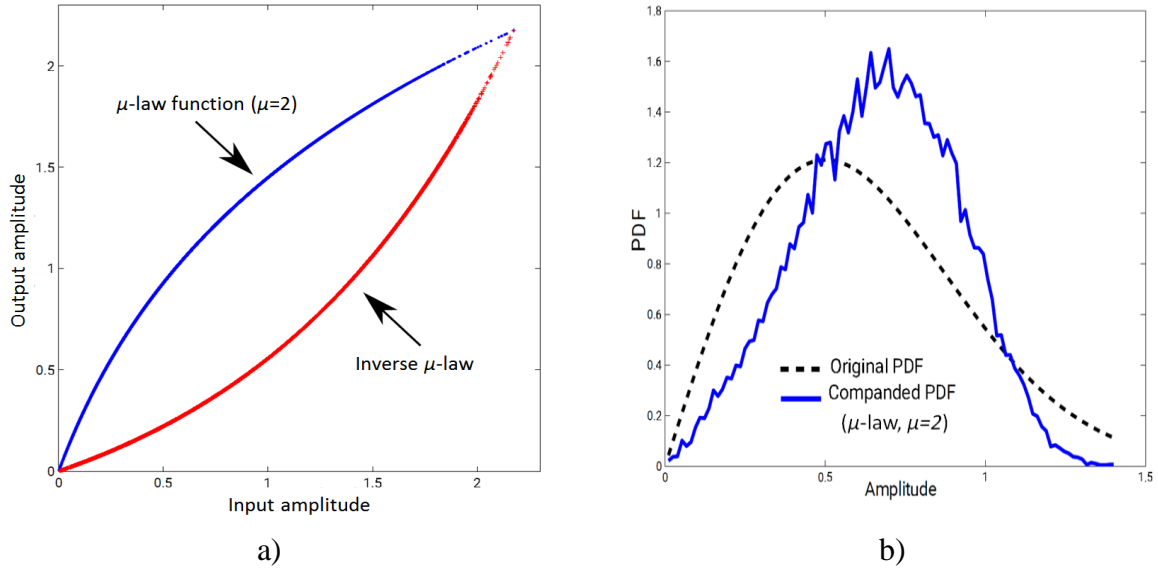 2
1.5
1
0.5
0
0
0.5
1
1.5
2
Output amplitude
Input amplitude
μ-law function (μ=2)
Inverse μ-law
a)
1.8
1.6
1.4
1.2
1
0.8
0.6
0.4
0.2
0
0
0.5
1
1.5
PDF
Amplitude
Original PDF
Companded PDF
(μ-law, μ=2)
b)